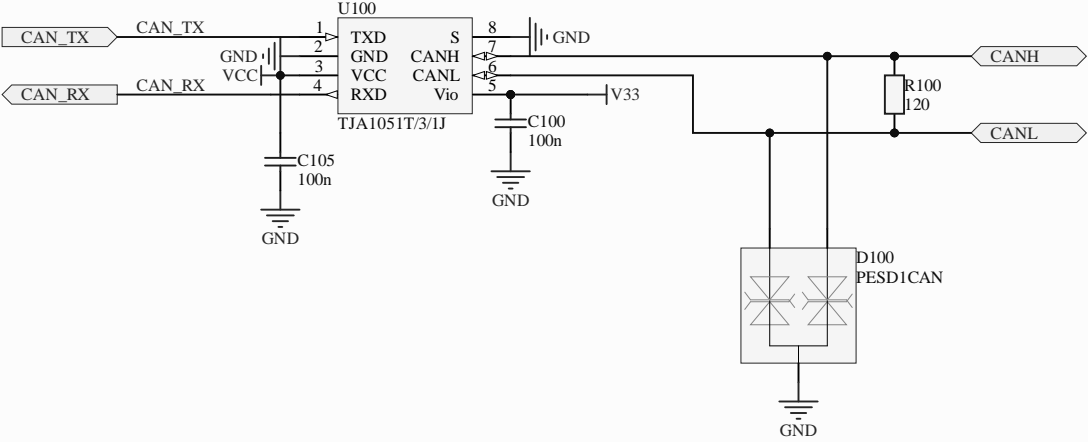 U100
CAN_TX
CAN_TX
1
TXD
S
8
GND
GND
2
GND
CANH
7
CANH
VCC
3
VCC
CANL
6
CAN_RX
CAN_RX
4
RXD
Vio
5
V33
R100
120
TJA1051T/3/1J
C100
100n
CANL
C105
100n
GND
GND
D100
PESD1CAN
GND